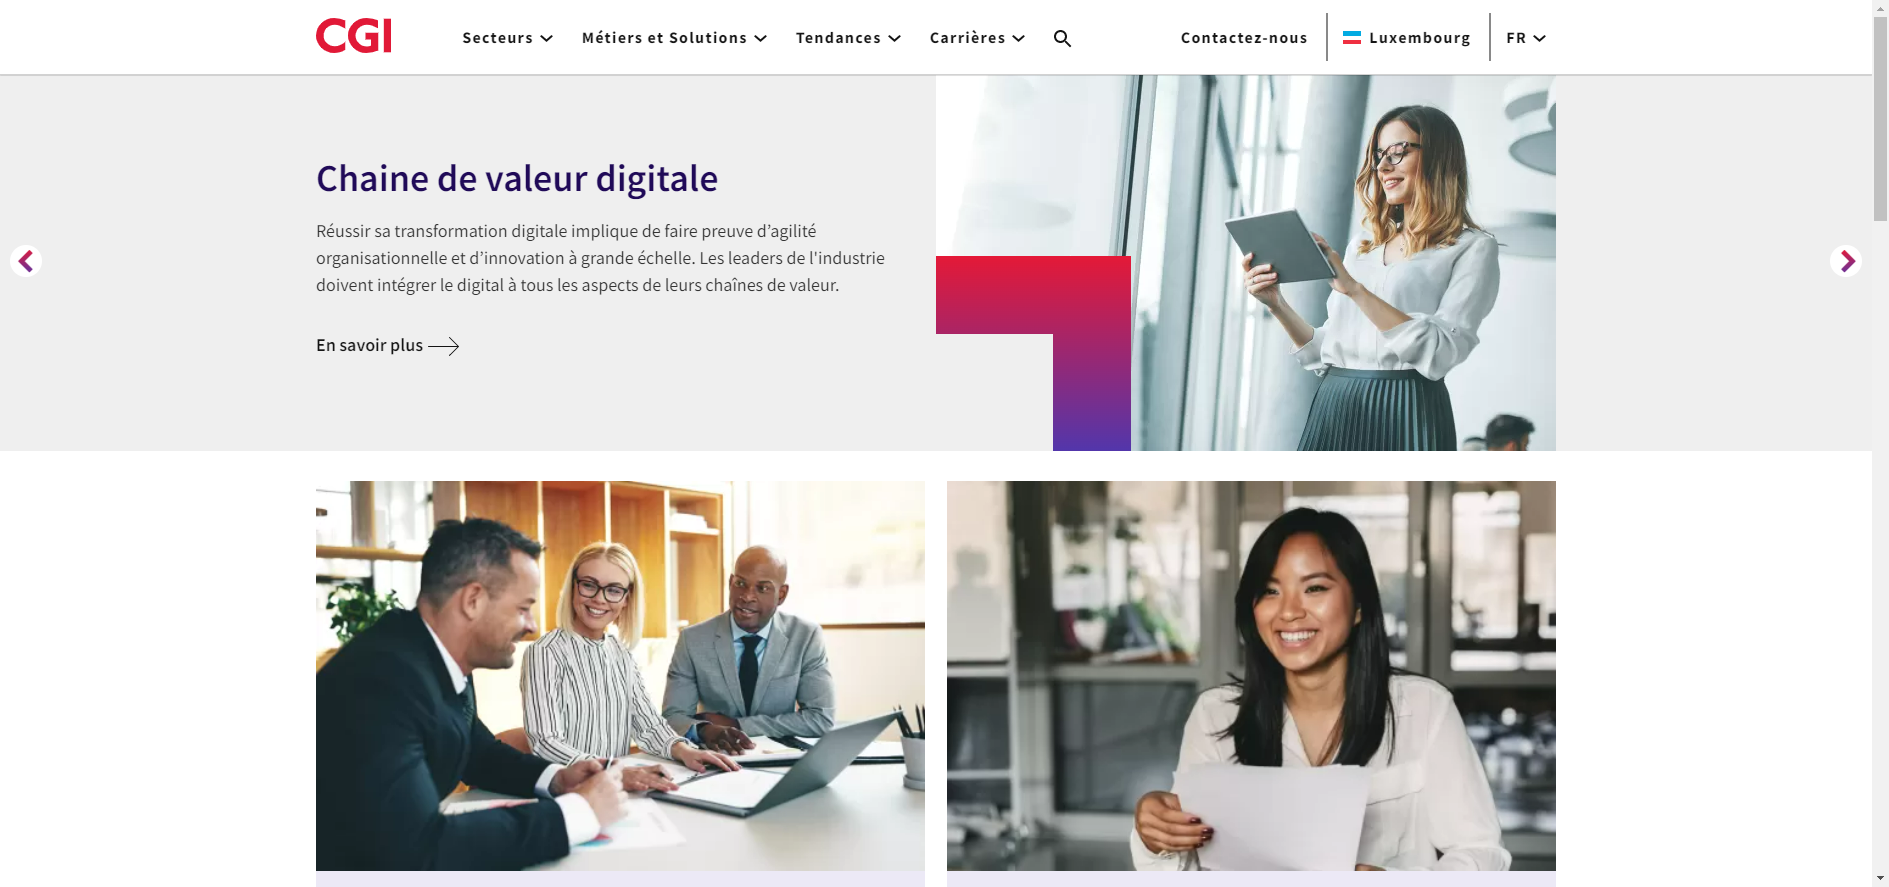 CGI
Secteurs
Métiers et Solutions
Tendances
Carrières
Contactez-nous
Luxembourg
FR
Chaine de valeur digitale
Réussir sa transformation digitale implique de faire preuve d’agilité
organisationnelle et d’innovation à grande échelle. Les leaders de l'industrie
doivent intégrer le digital à tous les aspects de leurs chaînes de valeur.
En savoir plus